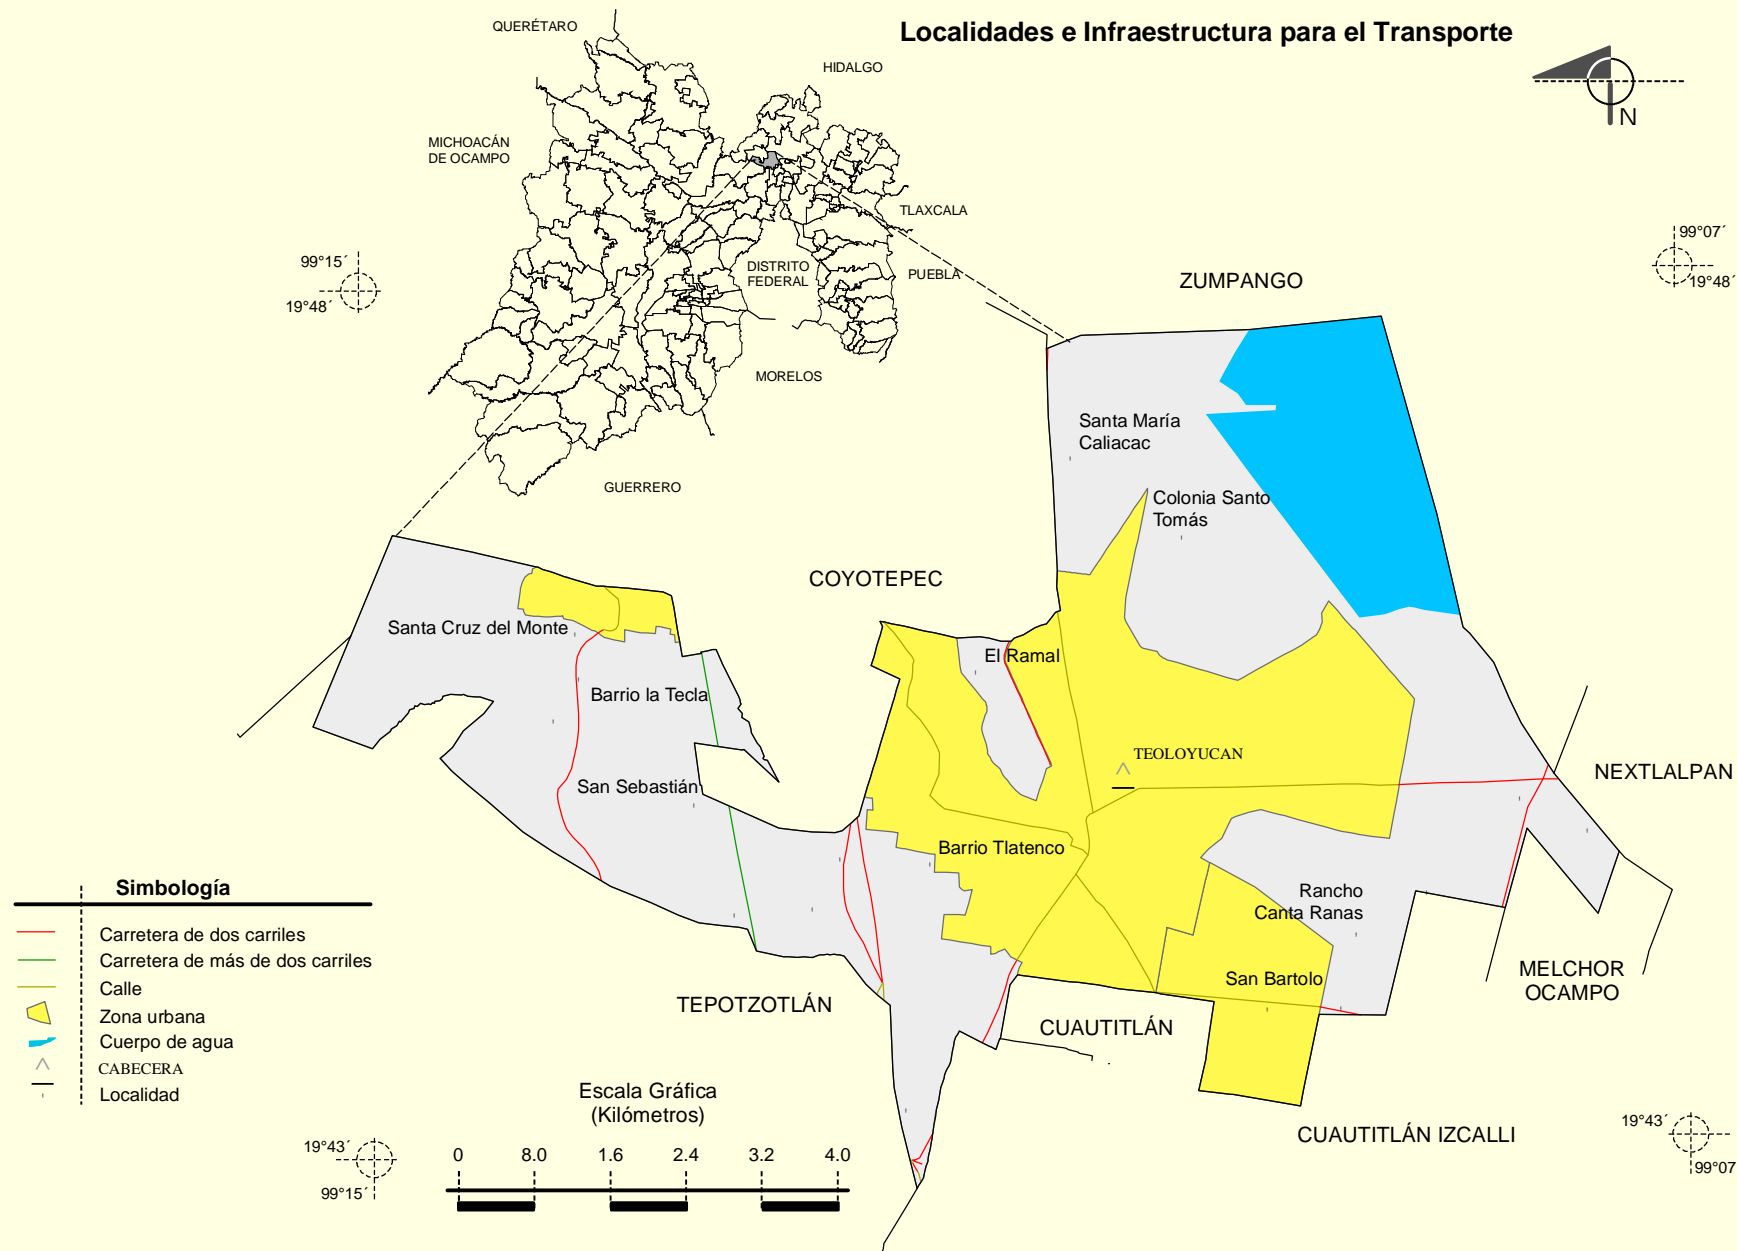 Localidades e Infraestructura para el Transporte
QUERÉTARO
HIDALGO
N
MICHOACÁN
DE OCAMPO
TLAXCALA
99°07´
19°48´
99°15´
19°48´
DISTRITO
FEDERAL
PUEBLA
ZUMPANGO
MORELOS
GUERRERO
Santa María
Caliacac
Colonia Santo
Tomás
COYOTEPEC
Santa Cruz del Monte
El Ramal
Barrio la Tecla
TEOLOYUCAN
NEXTLALPAN
San Sebastián
Barrio Tlatenco
Rancho
Canta Ranas
San Bartolo
MELCHOR
OCAMPO
TEPOTZOTLÁN
CUAUTITLÁN
CUAUTITLÁN IZCALLI
Simbología
Carretera de dos carriles
Carretera de más de dos carriles
Calle
Zona urbana
Cuerpo de agua
CABECERA
Localidad
Escala Gráfica
(Kilómetros)
0 8.0 1.6 2.4 3.2 4.0
19°43´
99°15´
19°43´
99°07